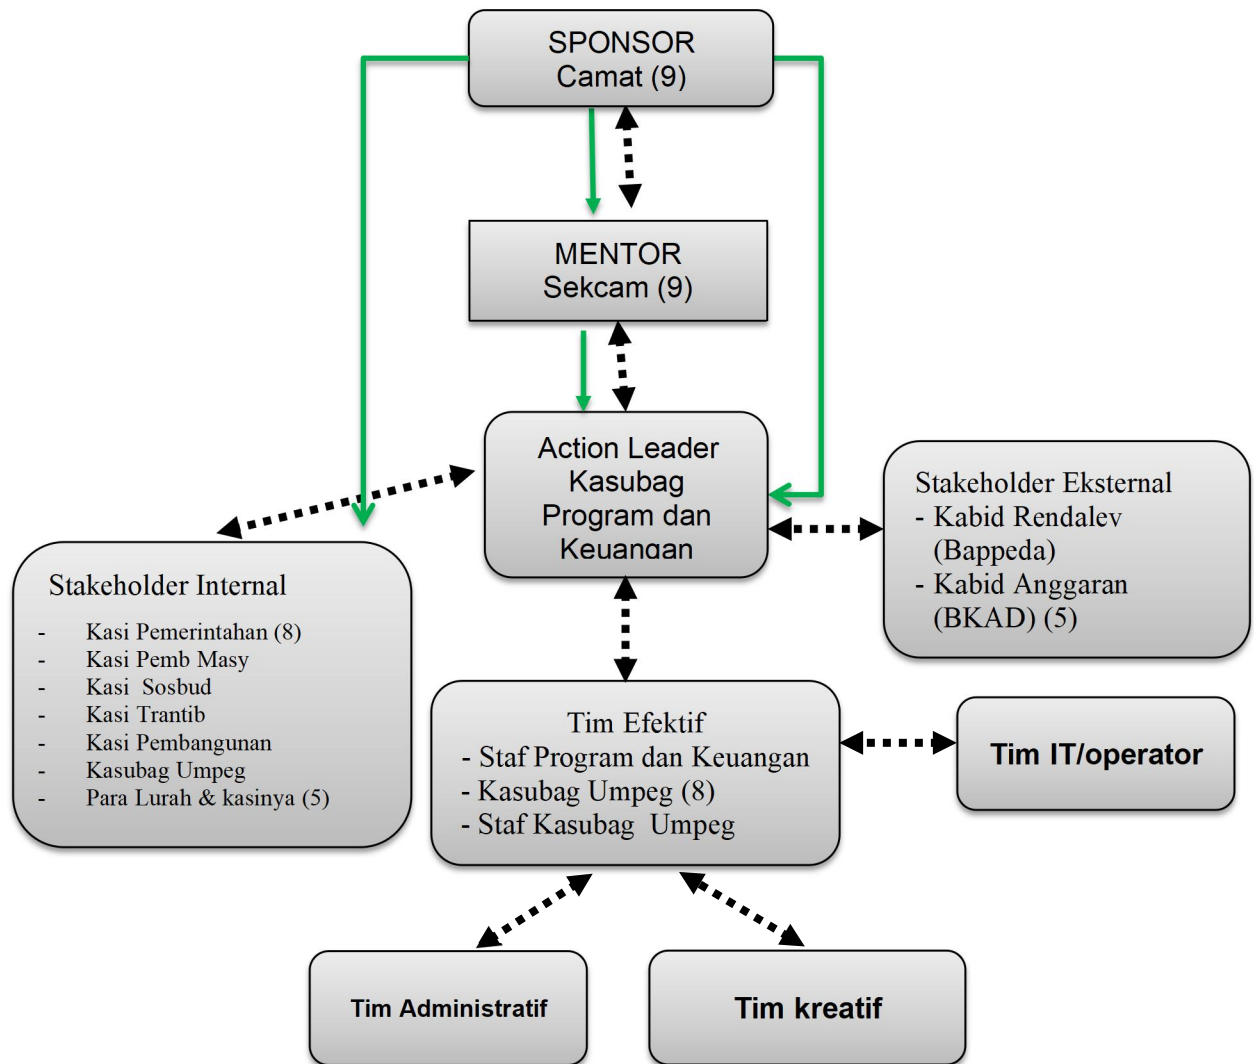 SPONSOR
Camat (9)
MENTOR
Sekcam (9)
Action Leader
Kasubag
Program dan
Keuangan
Stakeholder Eksternal
- Kabid Rendalev
(Bappeda)
- Kabid Anggaran
(BKAD) (5)
Stakeholder Internal
- Kasi Pemerintahan (8)
- Kasi Pemb Masy
- Kasi Sosbud
- Kasi Trantib
- Kasi Pembangunan
- Kasubag Umpeg
- Para Lurah & kasinya (5)
Tim Efektif
- Staf Program dan Keuangan
- Kasubag Umpeg (8)
- Staf Kasubag Umpeg
Tim IT/operator
Tim Administratif
Tim kreatif